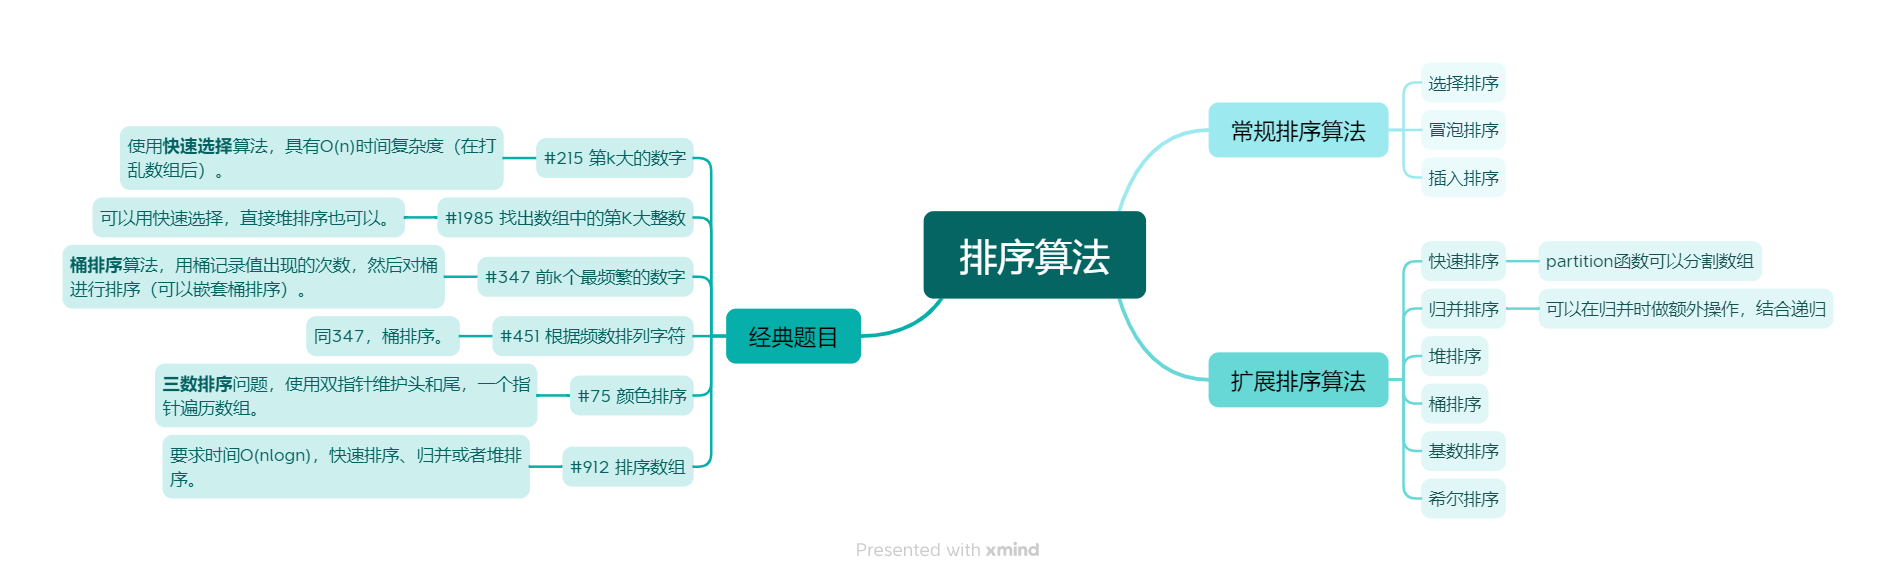 排序算法
常规排序算法
选择排序
冒泡排序
插入排序
扩展排序算法
快速排序
partition函数可以分割数组
归并排序
可以在归并时做额外操作，结合递归
堆排序
桶排序
基数排序
希尔排序
经典题目
#215 第k大的数字
使用快速选择算法，具有O(n)时间复杂度（在打
乱数组后）。
#1985 找出数组中的第K大整数
可以用快速选择，直接堆排序也可以。
#347 前k个最频繁的数字
桶排序算法，用桶记录值出现的次数，然后对桶
进行排序（可以嵌套桶排序）。
#451 根据频数排列字符
同347，桶排序。
#75 颜色排序
三数排序问题，使用双指针维护头和尾，一个指
针遍历数组。
#912 排序数组
要求时间O(nlogn)，快速排序、归并或者堆排
序。
Presented with xmind